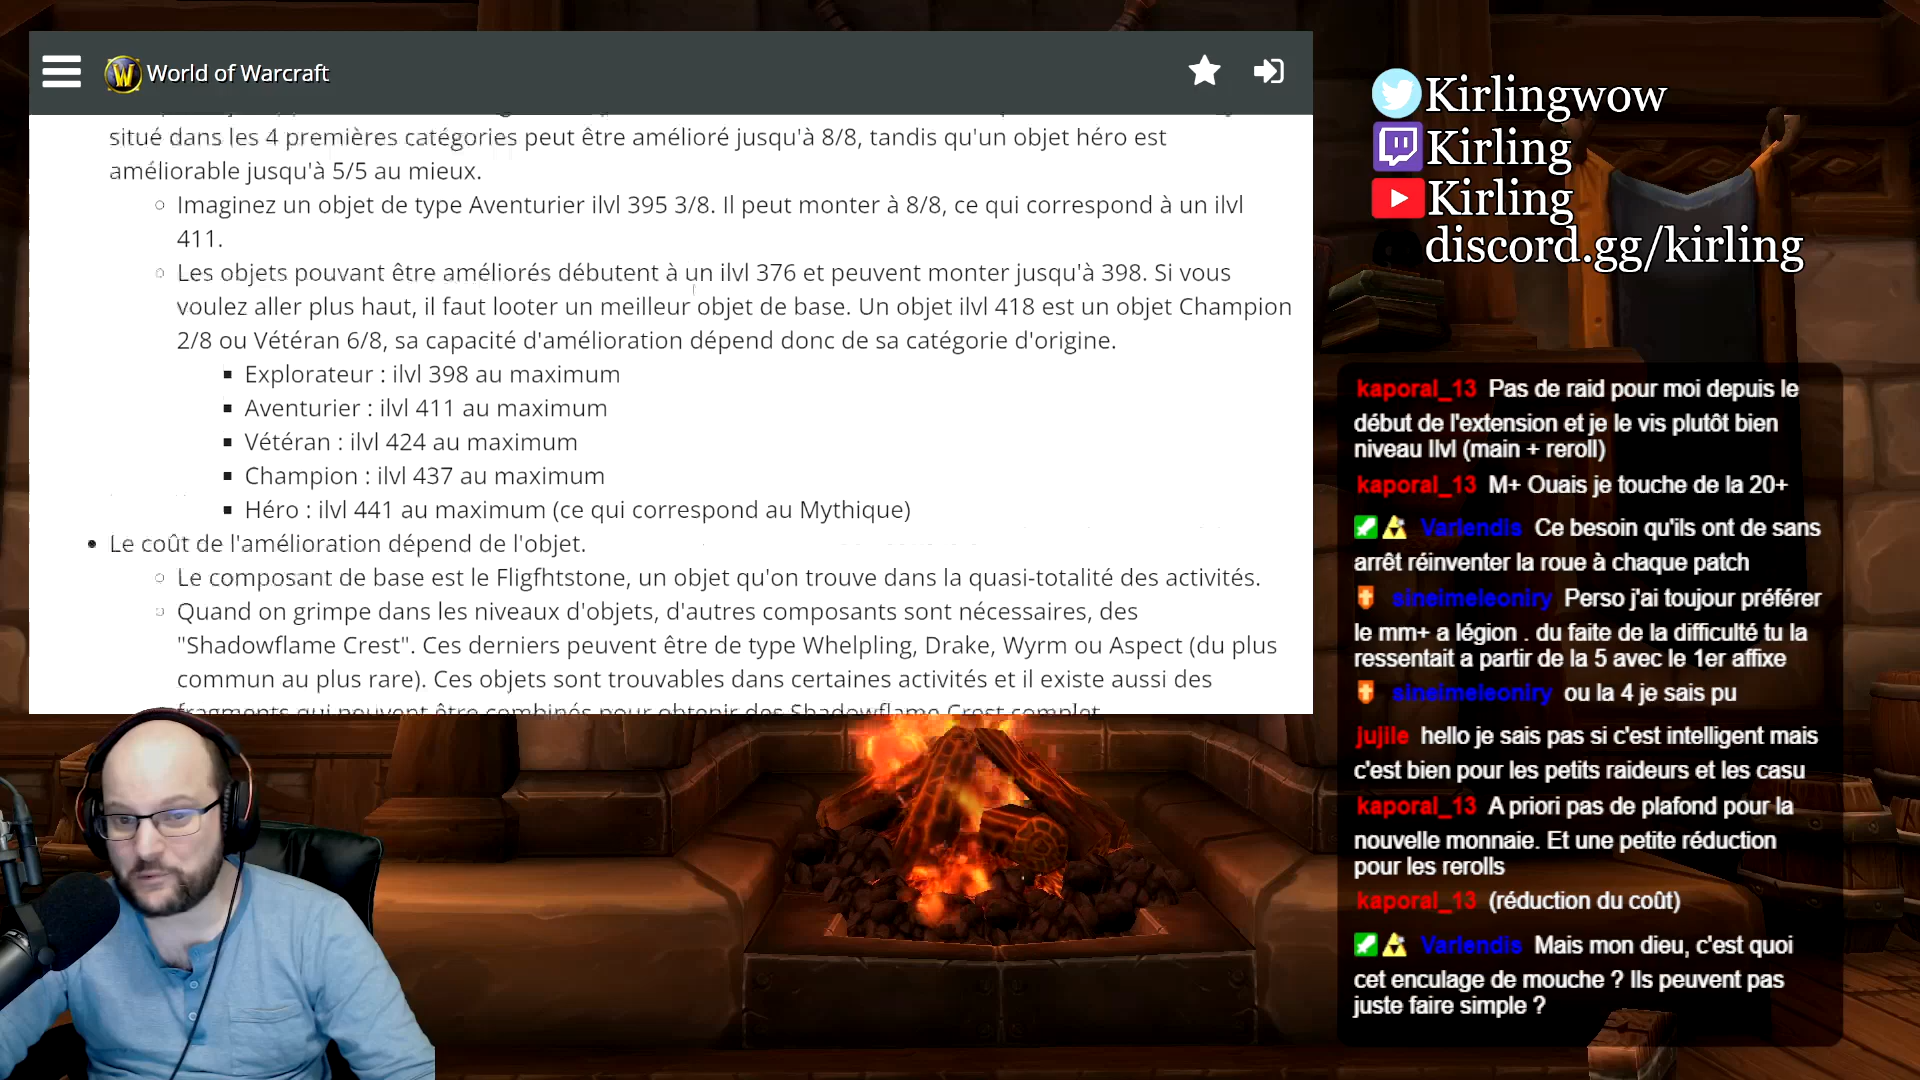 World of Warcraft
situé dans les 4 premières catégories peut être amélioré jusqu'à 8/8, tandis qu'un objet héro est
améliorable jusqu'à 5/5 au mieux.
Imaginez un objet de type Aventurier ilvl 395 3/8. Il peut monter à 8/8, ce qui correspond à un ilvl
411.
Les objets pouvant être améliorés débutent à un ilvl 376 et peuvent monter jusqu'à 398. Si vous
voulez aller plus haut, il faut looter un meilleur objet de base. Un objet ilvl 418 est un objet Champion
2/8 ou Vétéran 6/8, sa capacité d'amélioration dépend donc de sa catégorie d'origine.
Explorateur : ilvl 398 au maximum
Aventurier : ilvl 411 au maximum
Vétéran : ilvl 424 au maximum
Champion : ilvl 437 au maximum
Héro : ilvl 441 au maximum (ce qui correspond au Mythique)
Le coût de l'amélioration dépend de l'objet.
Le composant de base est le Fligfhtstone, un objet qu'on trouve dans la quasi-totalité des activités.
Quand on grimpe dans les niveaux d'objets, d'autres composants sont nécessaires, des
"Shadowflame Crest". Ces derniers peuvent être de type Whelpling, Drake, Wyrm ou Aspect (du plus
commun au plus rare). Ces objets sont trouvables dans certaines activités et il existe aussi des
fragments qui peuvent être combinés pour obtenir des Shadowflame Crest complet.
Kirlingwow
Kirling
Kirling
discord.gg/kirling
kaporal_13 Pas de raid pour moi depuis le
début de l'extension et je le vis plutôt bien
niveau Ilvl (main + reroll)
kaporal_13 M+ Ouais je touche de la 20+
Varlendis Ce besoin qu'ils ont de sans
arrêt réinventer la roue à chaque patch
sineimeleoniry Perso j'ai toujour préférer
le mm+ a légion . du faite de la difficulté tu la
ressentait a partir de la 5 avec le 1er affixe
sineimeleoniry ou la 4 je sais pu
jujile hello je sais pas si c'est intelligent mais
c'est bien pour les petits raideurs et les casu
kaporal_13 A priori pas de plafond pour la
nouvelle monnaie. Et une petite réduction
pour les rerolls
kaporal_13 (réduction du coût)
Varlendis Mais mon dieu, c'est quoi
cet enculage de mouche ? Ils peuvent pas
juste faire simple ?